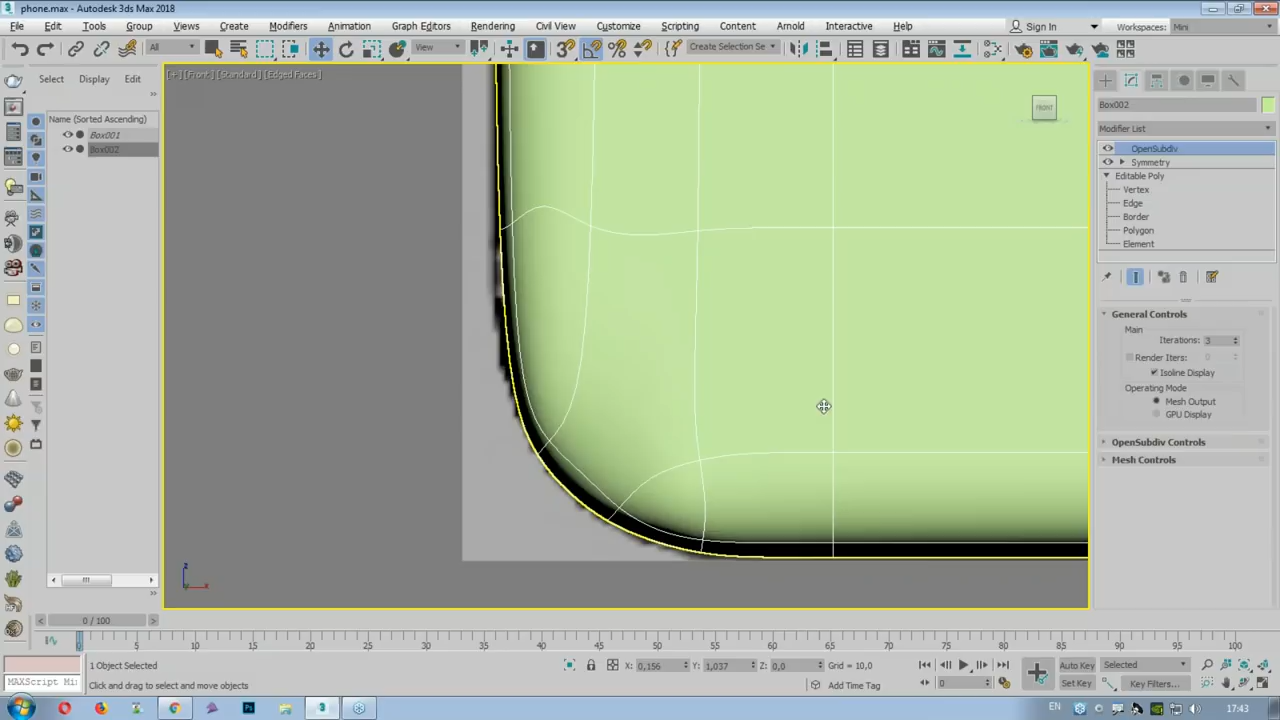 phone.max - Autodesk 3ds Max 2018
File Edit Tools Group Views Create Modifiers Animation Graph Editors Rendering Civil View Customize Scripting Content Arnold Interactive Help Sign In Workspaces: Mini
All View Create Selection Se
Select Display Edit
[+] [Front] [Standard] [Edged Faces]
FRONT
Name (Sorted Ascending)
Box001
Box002
Box002
Modifier List
OpenSubdiv
Symmetry
Editable Poly
Vertex
Edge
Border
Polygon
Element
General Controls
Main
Iterations: 3
Render Iters: 0
Isoline Display
Operating Mode
Mesh Output
GPU Display
OpenSubdiv Controls
Mesh Controls
z
x
0 / 100
0 5 10 15 20 25 30 35 40 45 50 55 60 65 70 75 80 85 90 95 100
1 Object Selected
X: 0,156 Y: 1,037 Z: 0,0 Grid = 10,0
Auto Key Selected
MAXScript Mi
Click and drag to select and move objects
Add Time Tag
0
Set Key Key Filters...
EN 17:43